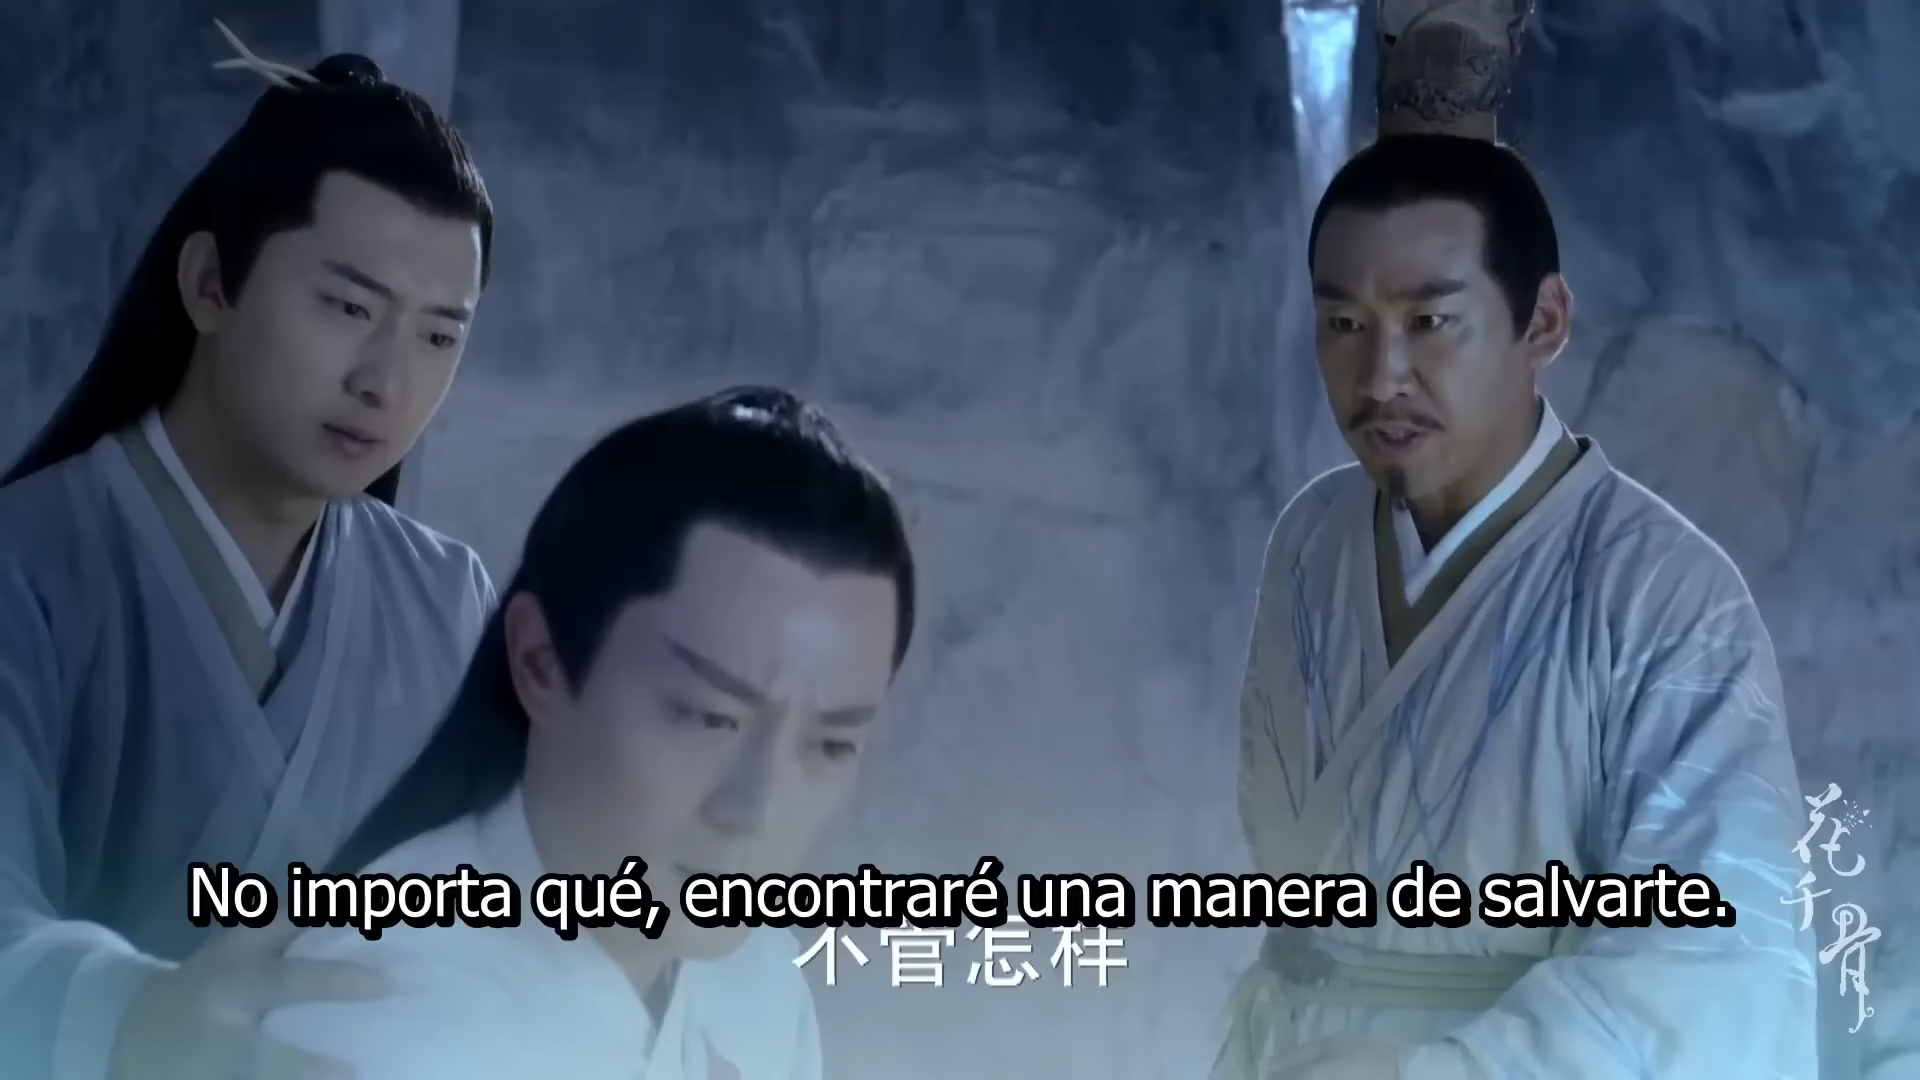 No importa qué, encontraré una manera de salvarte.
不管怎样
花千骨